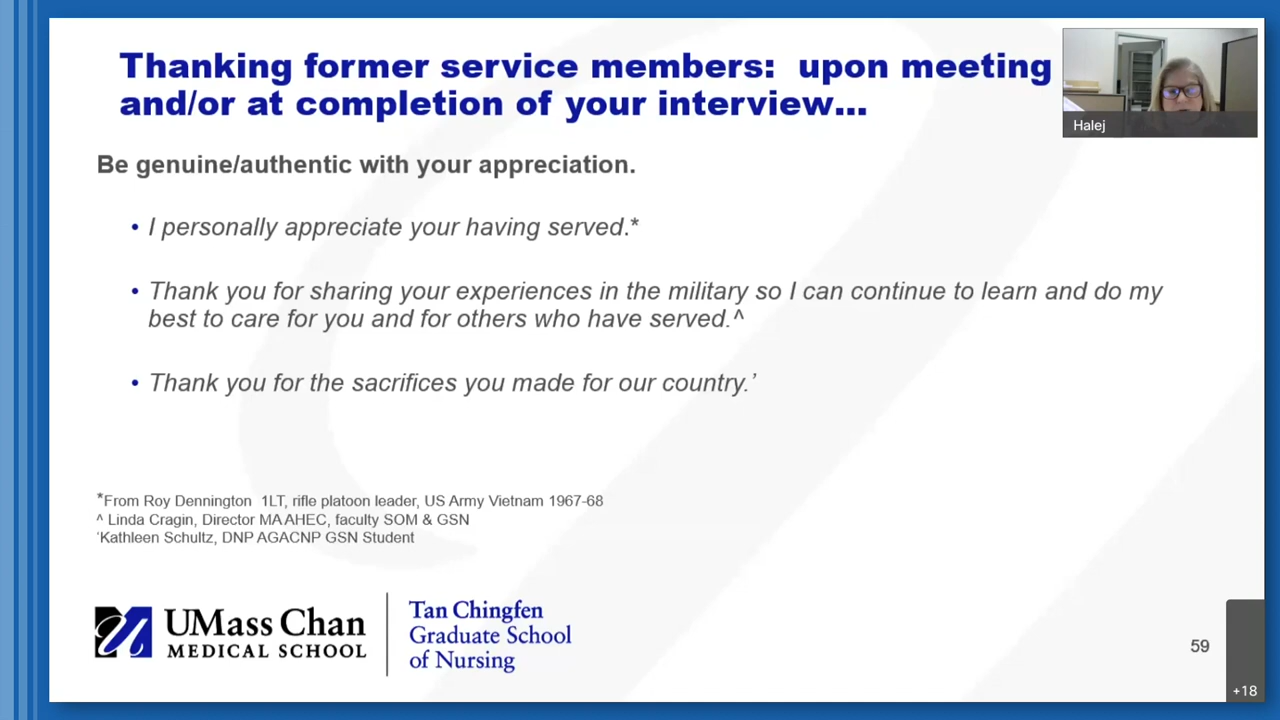 Thanking former service members:  upon meeting
and/or at completion of your interview...
Halej
Be genuine/authentic with your appreciation.
• I personally appreciate your having served.*
• Thank you for sharing your experiences in the military so I can continue to learn and do my
best to care for you and for others who have served.^
• Thank you for the sacrifices you made for our country.’
*From Roy Dennington  1LT, rifle platoon leader, US Army Vietnam 1967-68
^ Linda Cragin, Director MA AHEC, faculty SOM & GSN
’Kathleen Schultz, DNP AGACNP GSN Student
UMass Chan
MEDICAL SCHOOL
Tan Chingfen
Graduate School
of Nursing
59
+18